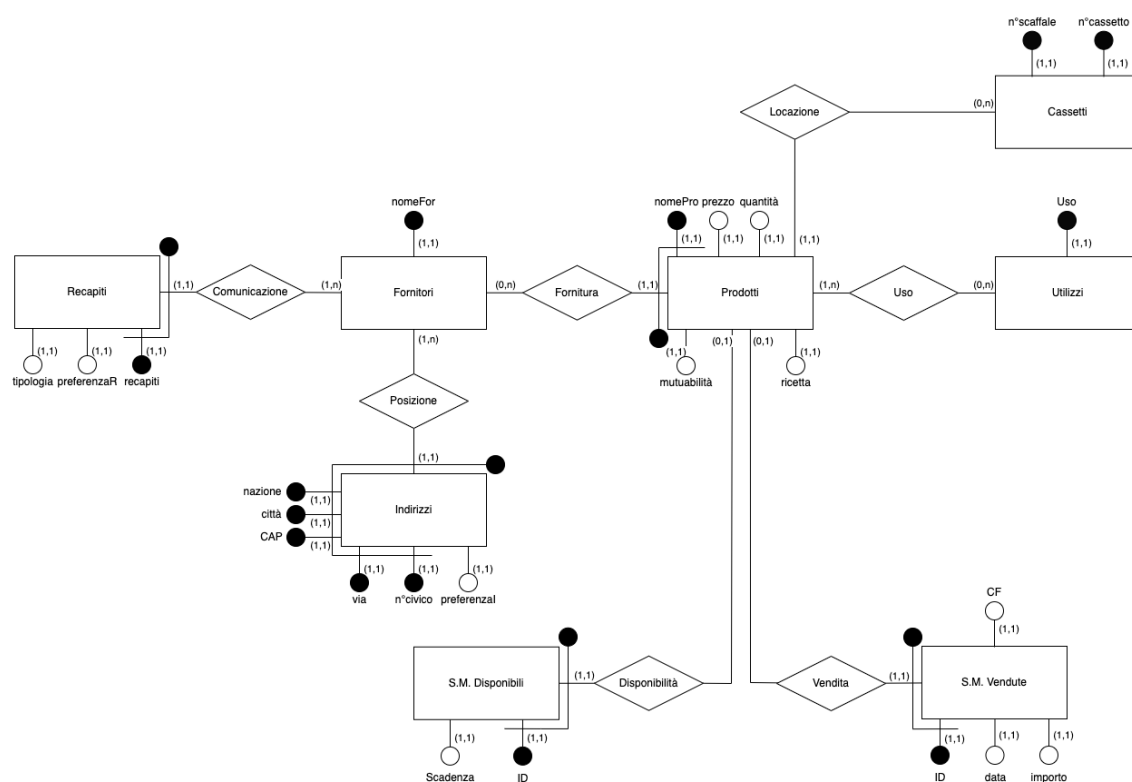 n°scaffale
n°cassetto
(1,1)
(1,1)
Locazione
(0,n)
Cassetti
nomeFor
nomePro
prezzo
quantità
Uso
(1,1)
(1,1)
(1,1)
(1,1)
(1,1)
(1,1)
Recapiti
(1,1)
Comunicazione
(1,n)
Fornitori
(0,n)
Fornitura
(1,1)
Prodotti
(1,n)
Uso
(0,n)
Utilizzi
(1,1)
(1,1)
(1,1)
(1,n)
(1,1)
(0,1)
(0,1)
(1,1)
tipologia
preferenzaR
recapiti
mutuabilità
ricetta
Posizione
(1,1)
nazione
(1,1)
città
(1,1)
CAP
(1,1)
Indirizzi
(1,1)
(1,1)
(1,1)
via
n°civico
preferenzaI
CF
(1,1)
S.M. Disponibili
(1,1)
Disponibilità
Vendita
(1,1)
S.M. Vendute
(1,1)
(1,1)
(1,1)
(1,1)
(1,1)
Scadenza
ID
ID
data
importo